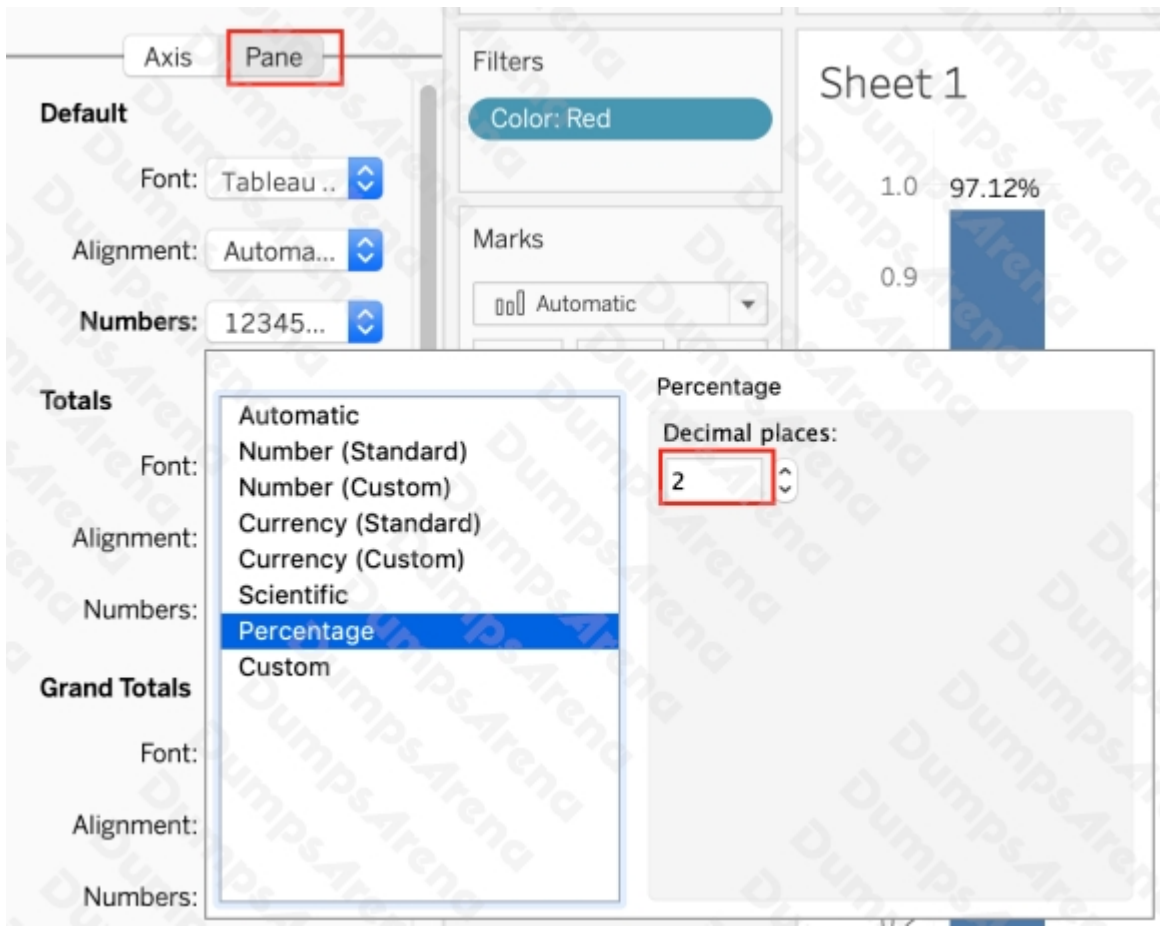 Axis Pane
Default
Font: Tableau ..
Alignment: Automa...
Numbers: 12345...
Totals
Font:
Alignment:
Numbers:
Grand Totals
Font:
Alignment:
Numbers:
Filters
Color: Red
Marks
Automatic
Sheet 1
1.0 97.12%
0.9
Automatic
Number (Standard)
Number (Custom)
Currency (Standard)
Currency (Custom)
Scientific
Percentage
Custom
Percentage
Decimal places:
2
DumpsArena